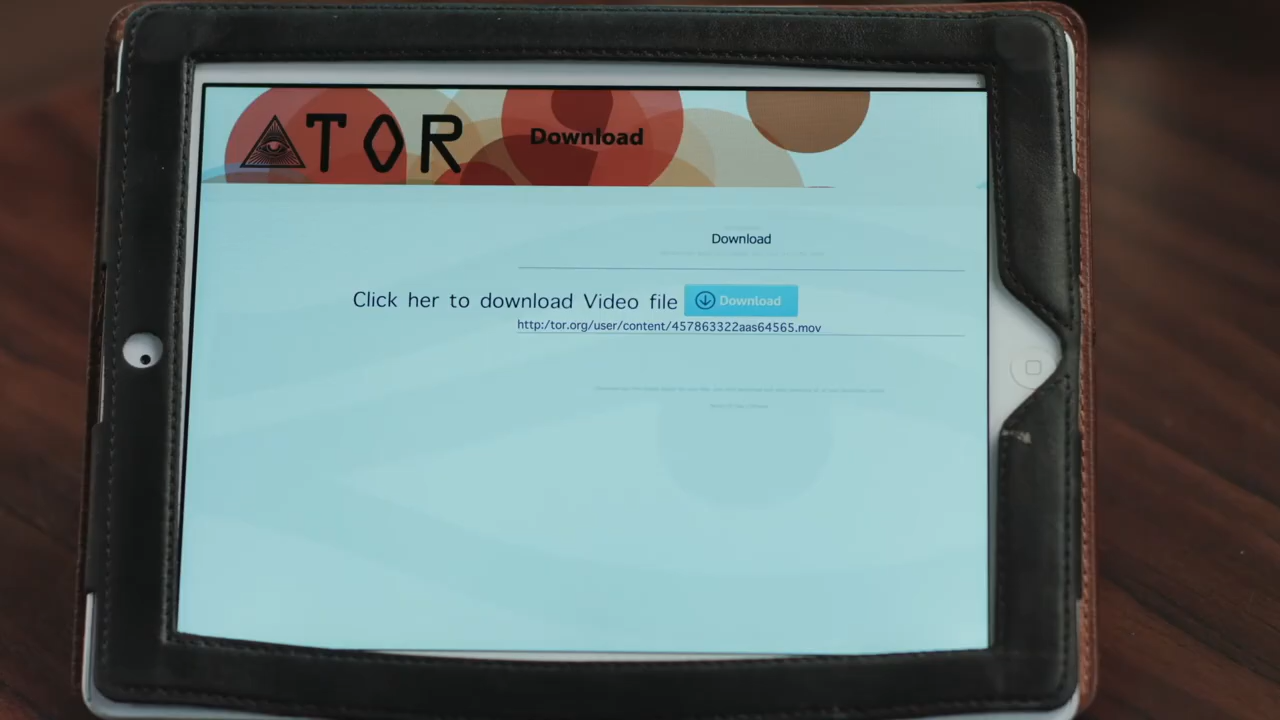 TOR
Download
Download
Click her to download Video file Download
http:/tor.org/user/content/457863322aas64565.mov